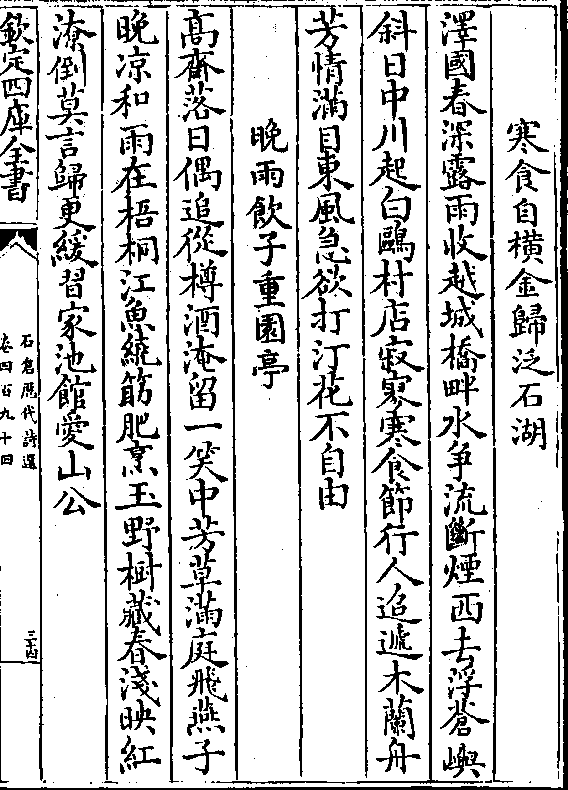 寒食自橫金歸泛石湖
澤國春深露雨收越城橋畔水爭流斷煙西去浮蒼嶼
斜日中川起白鷗村店寂寥寒食節行人迢遞木蘭舟
芳情滿目東風急欲打汀花不自由
晚雨飲子重園亭
髙齋落日偶追從樽酒淹留一笑中芳草滿庭飛燕子
晚凉和雨在梧桐江魚繞筯肥烹玉野樹藏春淺映紅
潦倒莫言歸更緩習家池館愛山公
欽定四庫全書
石倉歷代詩選
卷四百九十四
三十四